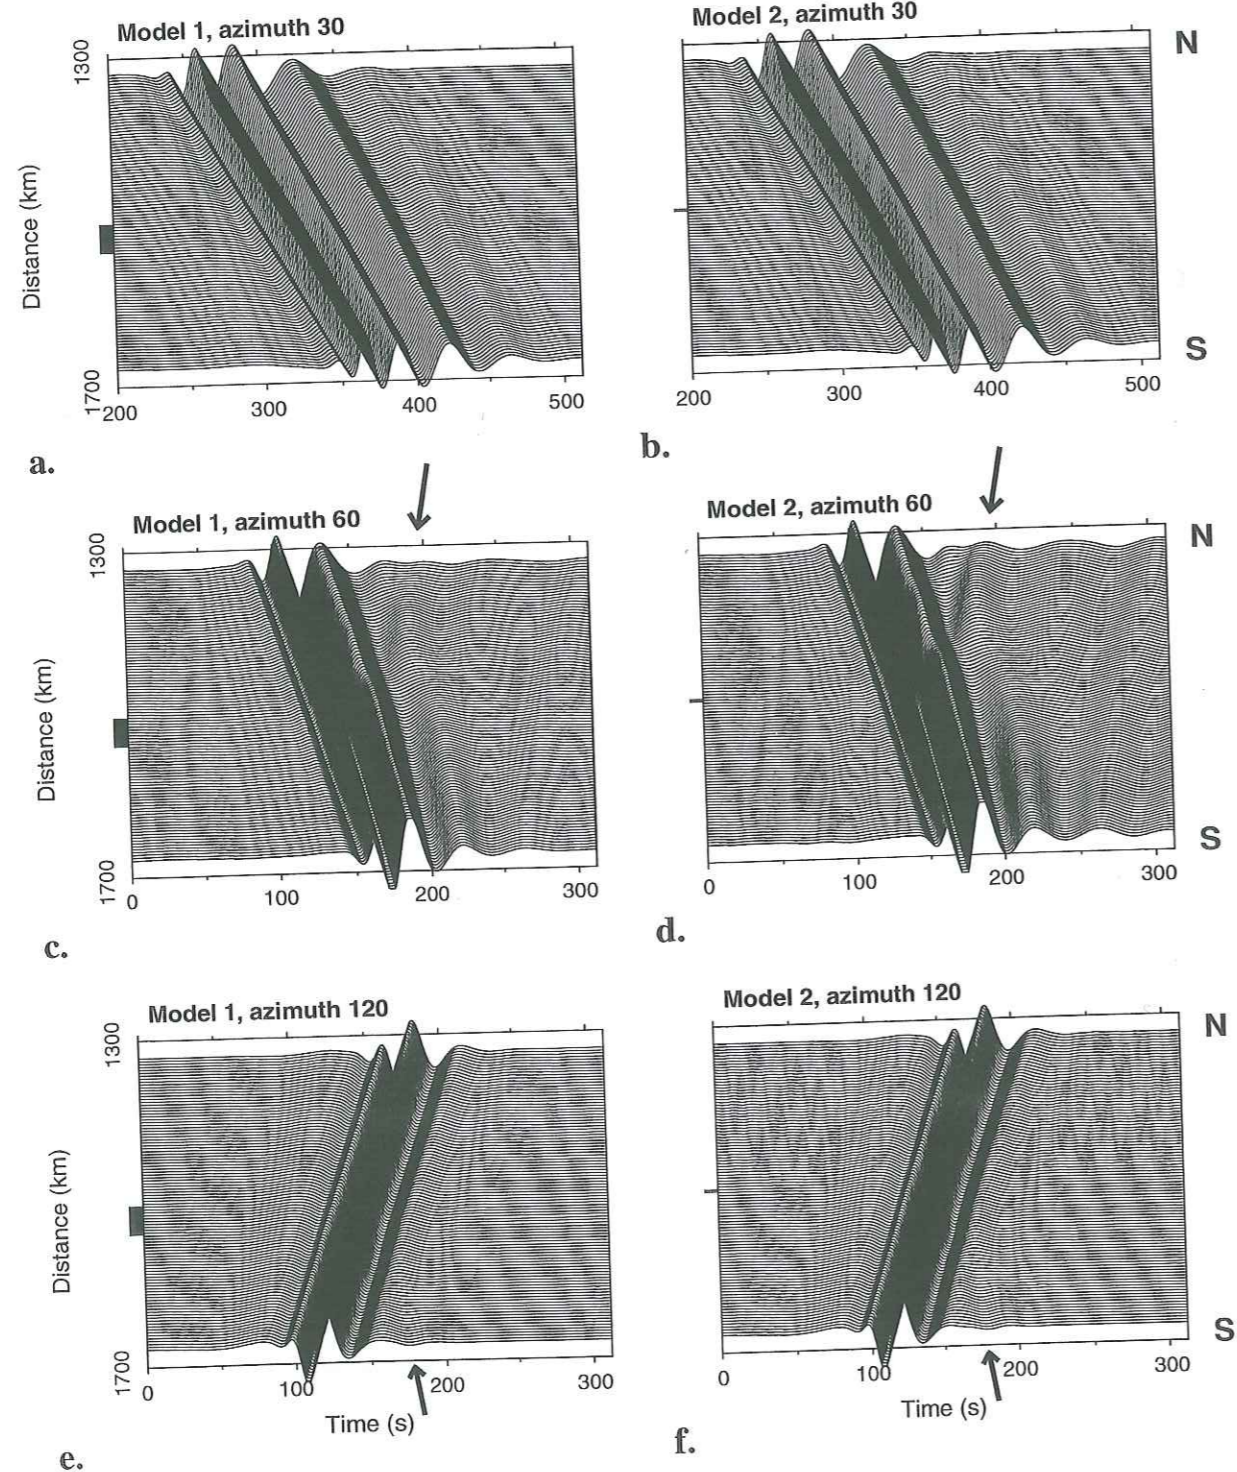 Model 1, azimuth 30
Model 2, azimuth 30
N
1300
Distance (km)
S
1700
200 300 400 500
200 300 400 500
a.
b.
Model 1, azimuth 60
Model 2, azimuth 60
N
1300
Distance (km)
S
1700
0 100 200 300
0 100 200 300
c.
d.
Model 1, azimuth 120
Model 2, azimuth 120
N
1300
Distance (km)
S
1700
0 100 200 300
0 100 200 300
Time (s)
Time (s)
e.
f.